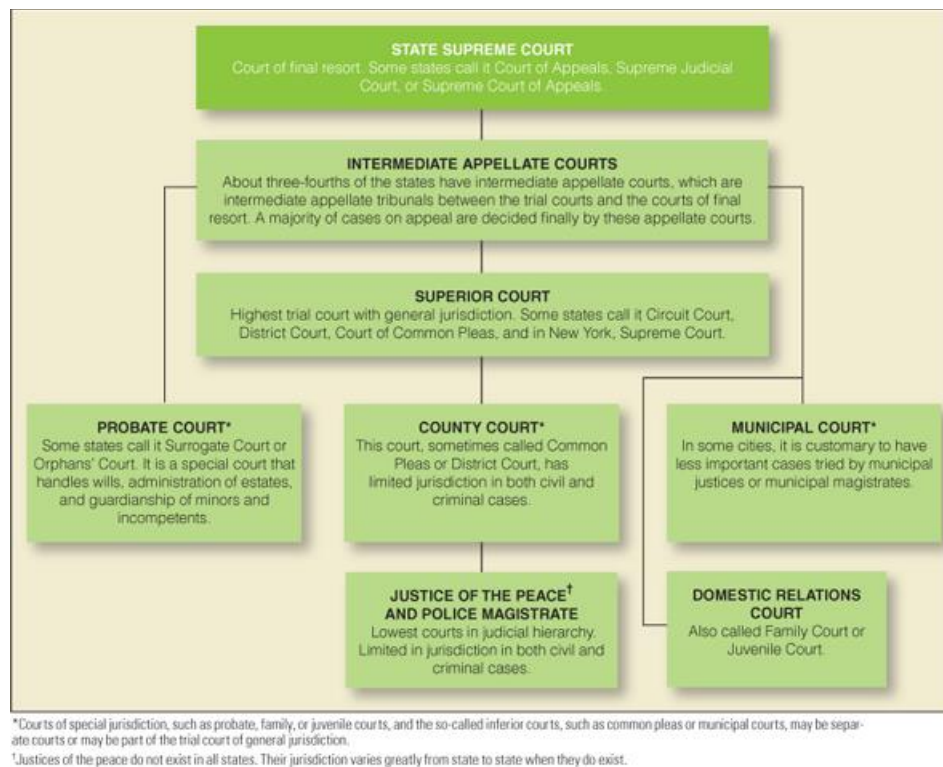 STATE SUPREME COURT
Court of final resort. Some states call it Court of Appeals, Supreme Judicial
Court, or Supreme Court of Appeals.
INTERMEDIATE APPELLATE COURTS
About three-fourths of the states have intermediate appellate courts, which are
intermediate appellate tribunals between the trial courts and the courts of final
resort. A majority of cases on appeal are decided finally by these appellate courts.
SUPERIOR COURT
Highest trial court with general jurisdiction. Some states call it Circuit Court,
District Court, Court of Common Pleas, and in New York, Supreme Court.
PROBATE COURT*
Some states call it Surrogate Court or
Orphans' Court. It is a special court that
handles wills, administration of estates,
and guardianship of minors and
incompetents.
COUNTY COURT*
This court, sometimes called Common
Pleas or District Court, has
limited jurisdiction in both civil and
criminal cases.
MUNICIPAL COURT*
In some cities, it is customary to have
less important cases tried by municipal
justices or municipal magistrates.
JUSTICE OF THE PEACE†
AND POLICE MAGISTRATE
Lowest courts in judicial hierarchy.
Limited in jurisdiction in both civil and
criminal cases.
DOMESTIC RELATIONS
COURT
Also called Family Court or
Juvenile Court.
*Courts of special jurisdiction, such as probate, family, or juvenile courts, and the so-called inferior courts, such as common pleas or municipal courts, may be separ-
ate courts or may be part of the trial court of general jurisdiction.
†Justices of the peace do not exist in all states. Their jurisdiction varies greatly from state to state when they do exist.